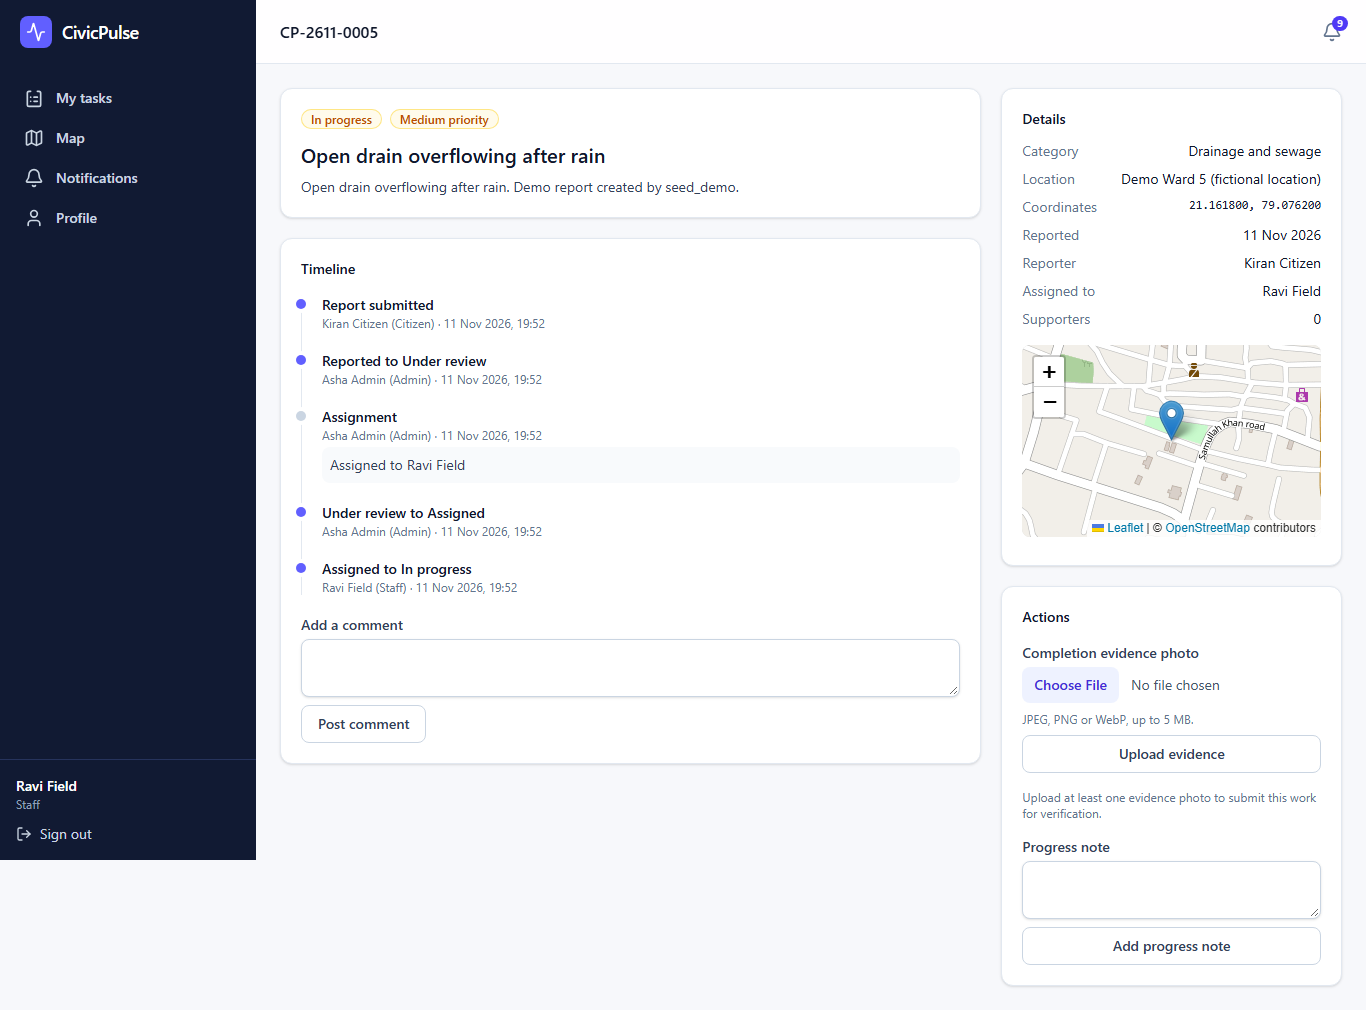 CivicPulse
My tasks
Map
Notifications
Profile
Ravi Field
Staff
Sign out
CP-2611-0005
9
In progress
Medium priority
Open drain overflowing after rain
Open drain overflowing after rain. Demo report created by seed_demo.
Timeline
Report submitted
Kiran Citizen (Citizen) · 11 Nov 2026, 19:52
Reported to Under review
Asha Admin (Admin) · 11 Nov 2026, 19:52
Assignment
Asha Admin (Admin) · 11 Nov 2026, 19:52
Assigned to Ravi Field
Under review to Assigned
Asha Admin (Admin) · 11 Nov 2026, 19:52
Assigned to In progress
Ravi Field (Staff) · 11 Nov 2026, 19:52
Add a comment
Post comment
Details
Category Drainage and sewage
Location Demo Ward 5 (fictional location)
Coordinates 21.161800, 79.076200
Reported 11 Nov 2026
Reporter Kiran Citizen
Assigned to Ravi Field
Supporters 0
+
−
Samullah Khan road
Leaflet | © OpenStreetMap contributors
Actions
Completion evidence photo
Choose File No file chosen
JPEG, PNG or WebP, up to 5 MB.
Upload evidence
Upload at least one evidence photo to submit this work
for verification.
Progress note
Add progress note